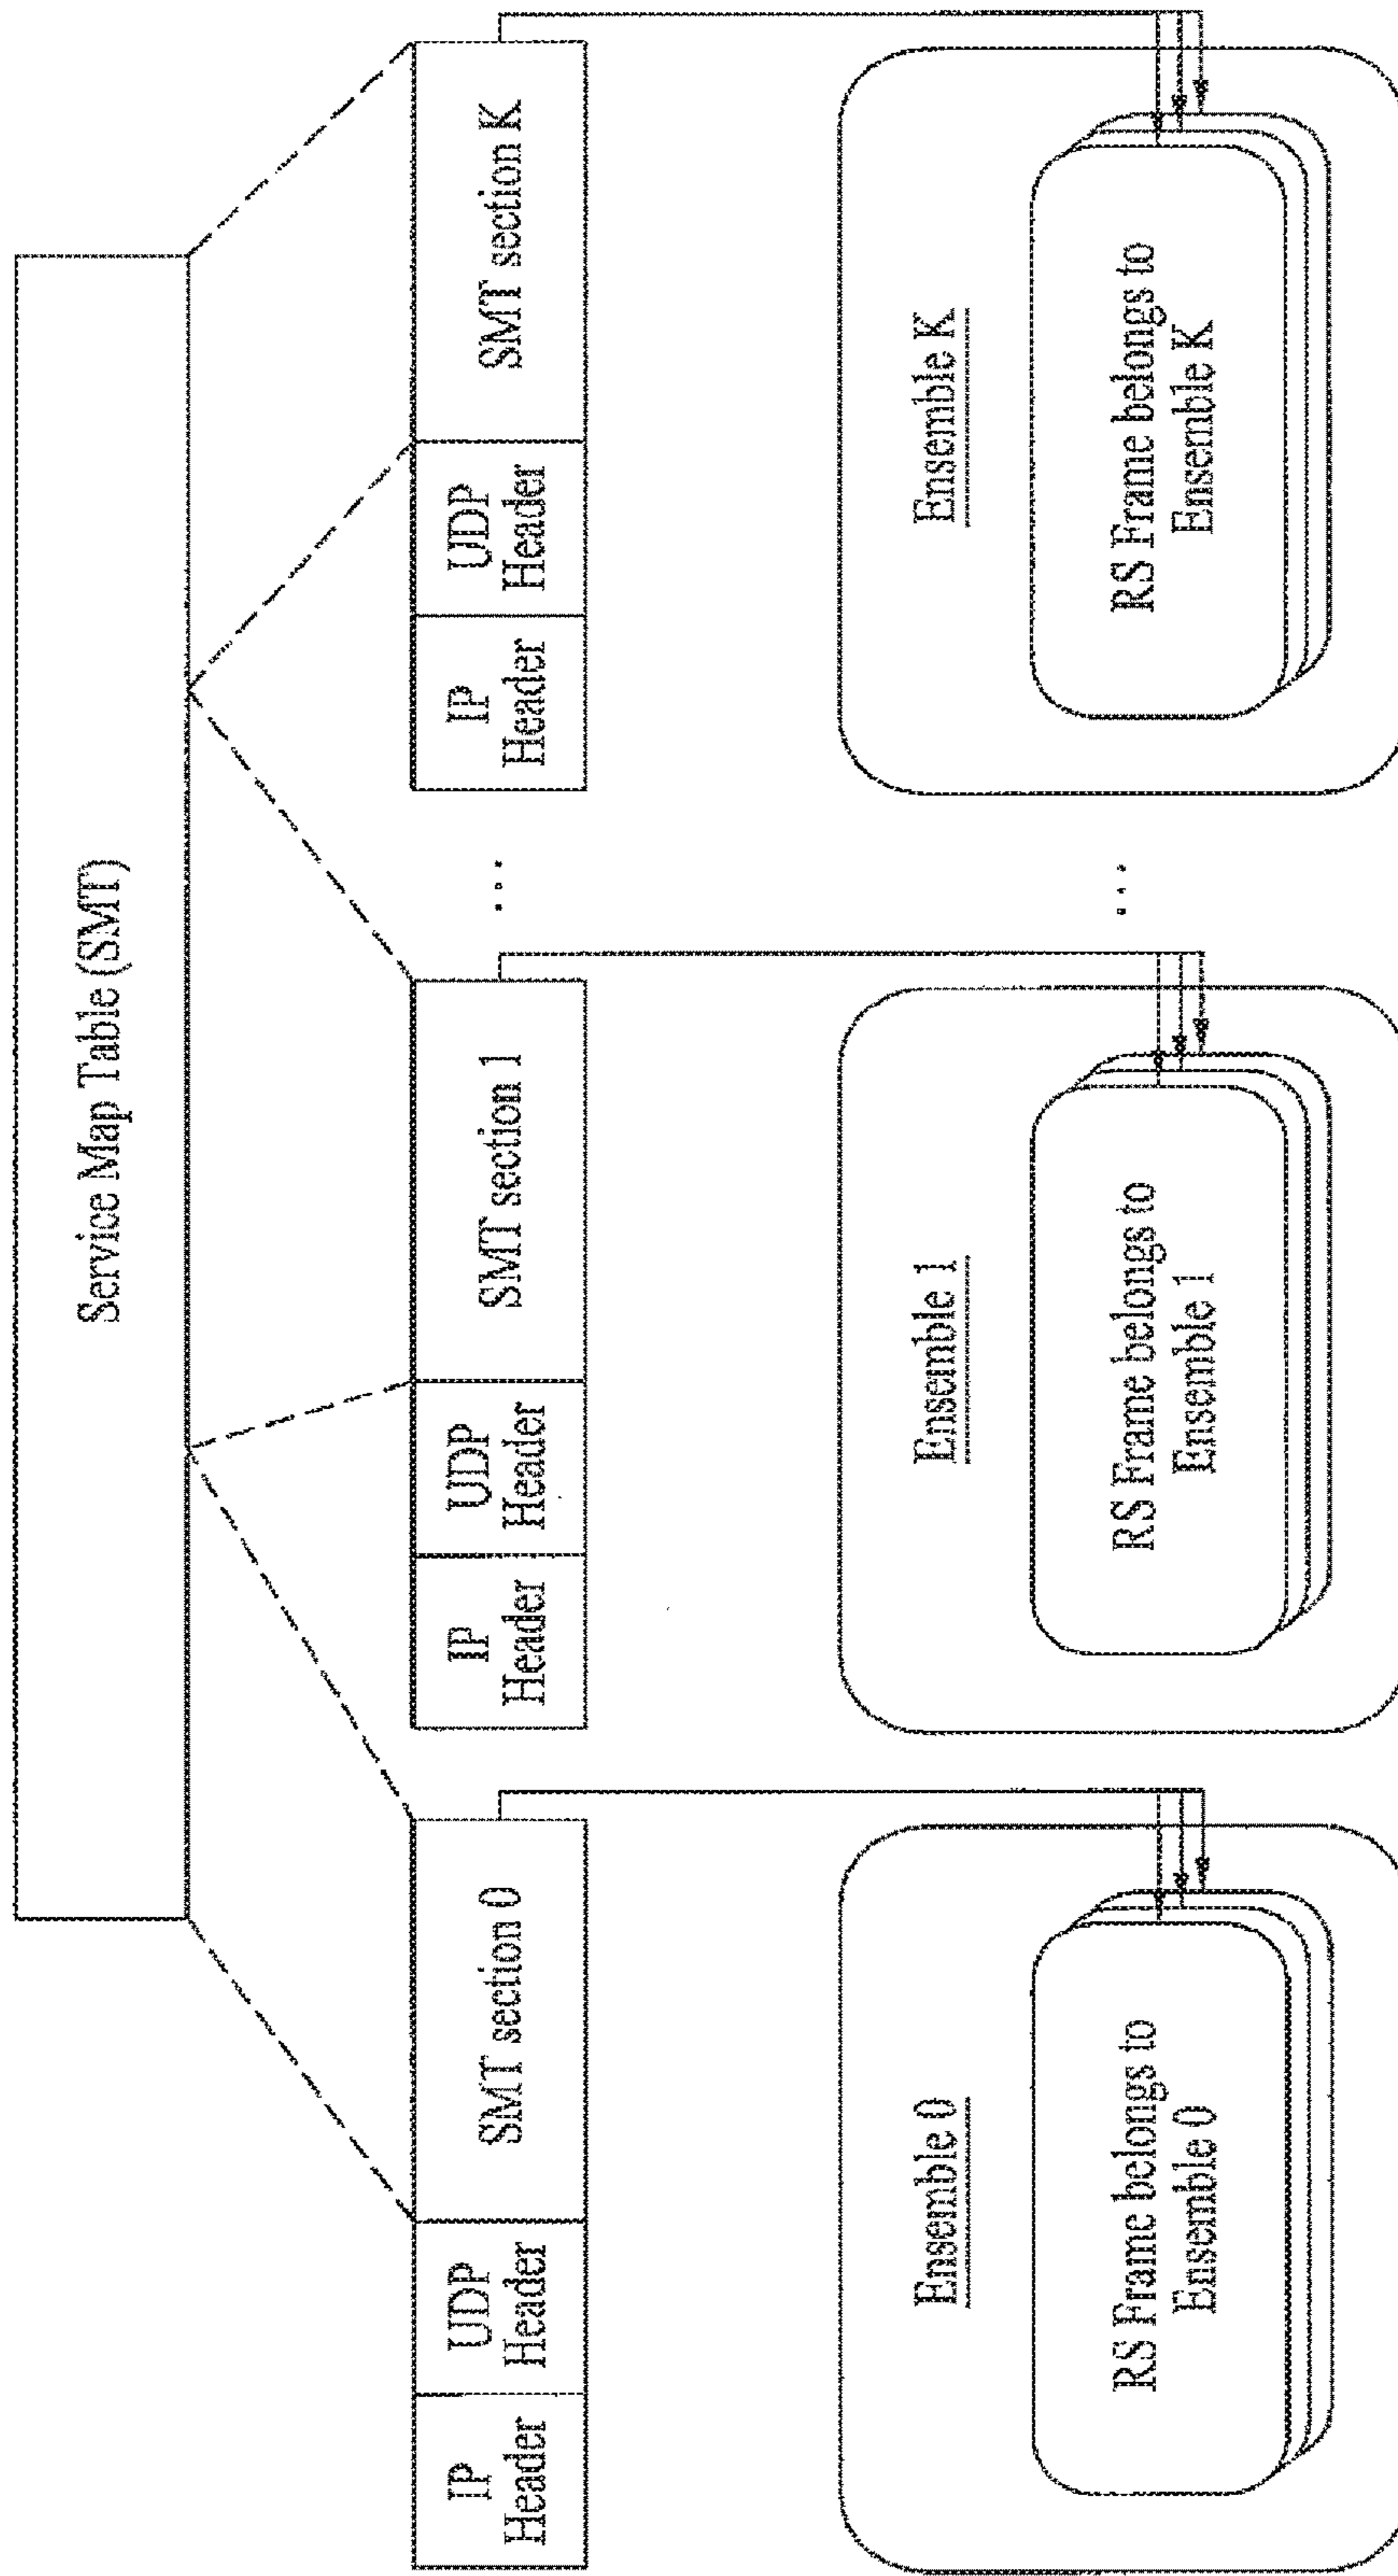 Service Map Table (SMT)
IP
Header
UDP
Header
SMT section 0
IP
Header
UDP
Header
SMT section 1
...
IP
Header
UDP
Header
SMT section K
Ensemble 0
RS Frame belongs to
Ensemble 0
Ensemble 1
RS Frame belongs to
Ensemble 1
...
Ensemble K
RS Frame belongs to
Ensemble K